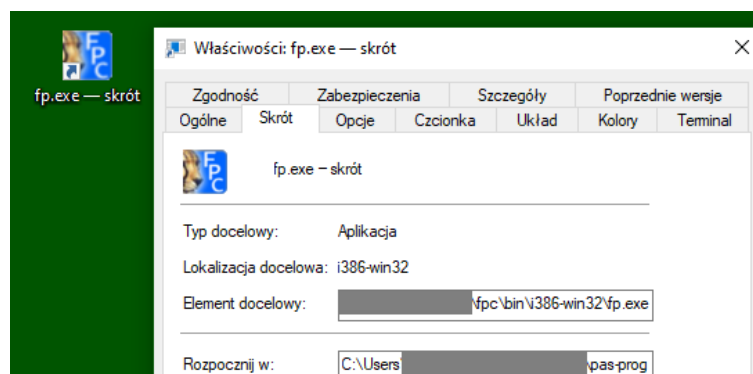 FPC
fp.exe — skrót
Właściwości: fp.exe — skrót
Zgodność Zabezpieczenia Szczegóły Poprzednie wersje
Ogólne Skrót Opcje Czcionka Układ Kolory Terminal
FPC
fp.exe – skrót
Typ docelowy: Aplikacja
Lokalizacja docelowa: i386-win32
Element docelowy: \fpc\bin\i386-win32\fp.exe
Rozpocznij w: C:\Users \pas-prog